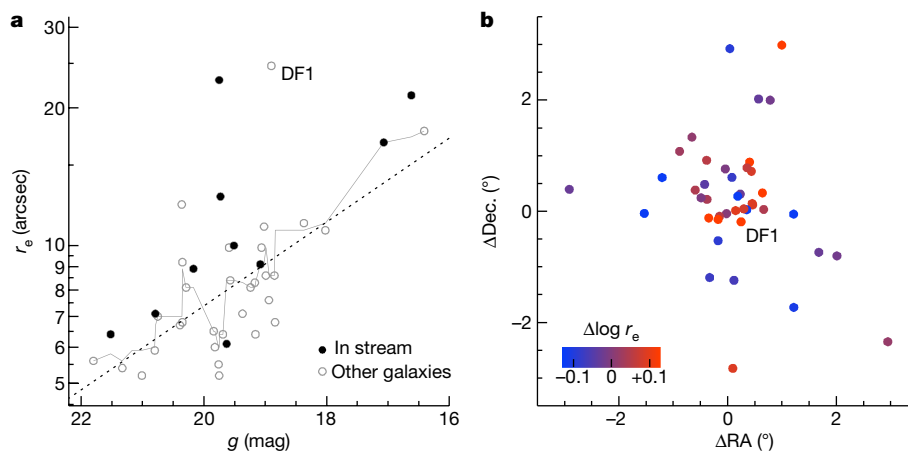 a
30
20
10
9
8
7
6
5
r_e (arcsec)
DF1
In stream
Other galaxies
22
20
18
16
g (mag)
b
2
0
−2
ΔDec. (°)
DF1
Δlog r_e
−0.1
0
+0.1
−2
0
2
ΔRA (°)